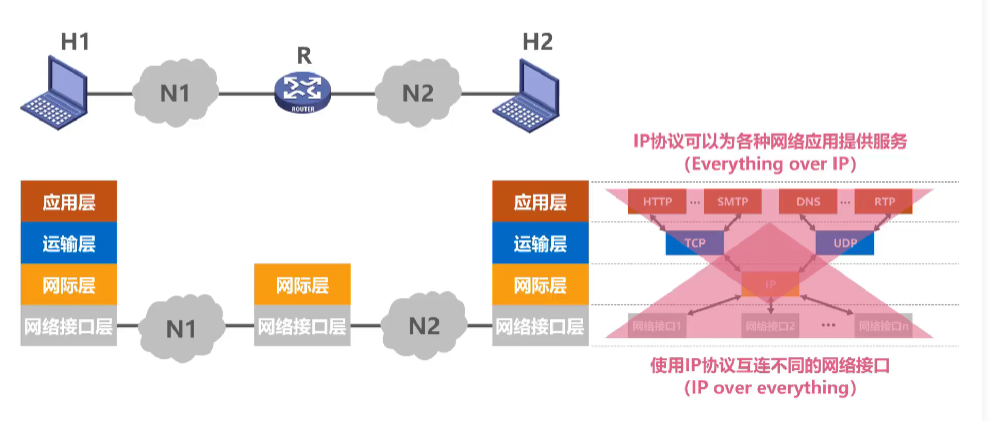 H1
R
H2
N1
N2
ROUTER
IP协议可以为各种网络应用提供服务
（Everything over IP）
应用层
应用层
HTTP ··· SMTP DNS ··· RTP
运输层
运输层
TCP UDP
网际层
网际层
网际层
IP
网络接口层
N1
网络接口层
N2
网络接口层
网络接口1 网络接口2 ··· 网络接口n
使用IP协议互连不同的网络接口
（IP over everything）